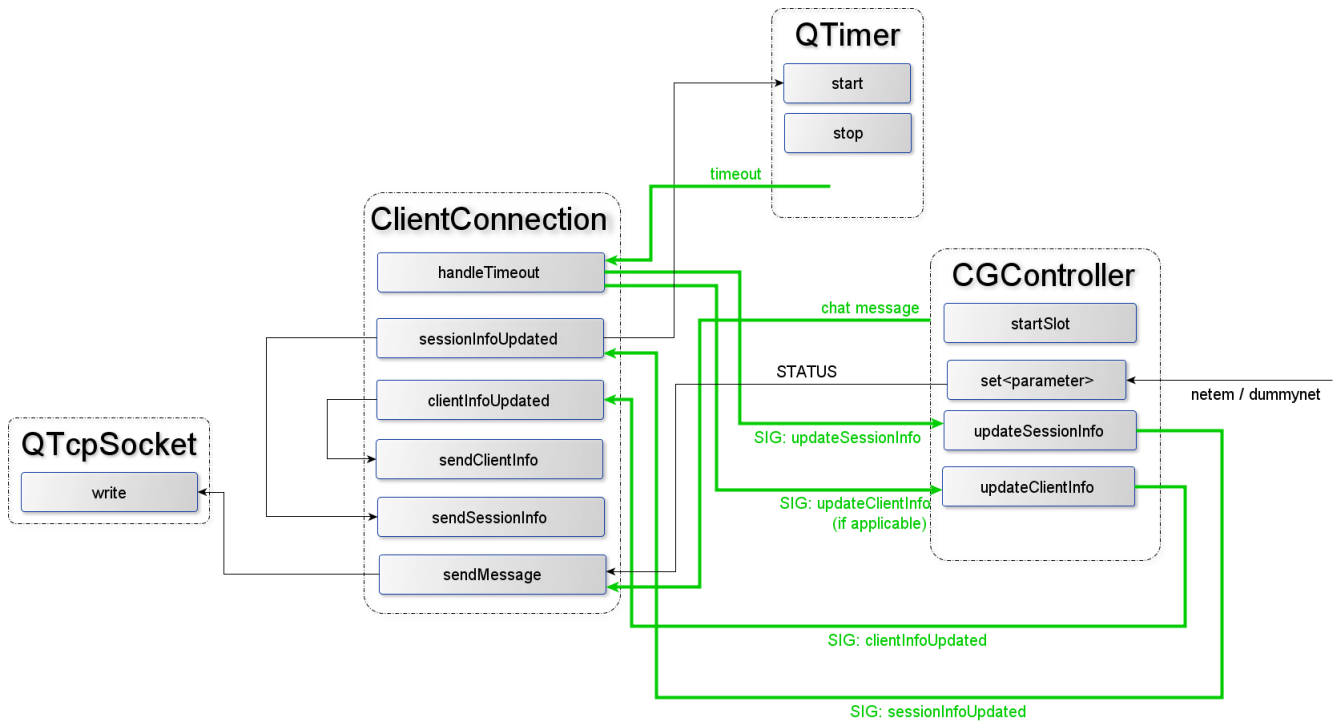 QTimer
start
stop
timeout
ClientConnection
handleTimeout
sessionInfoUpdated
clientInfoUpdated
sendClientInfo
sendSessionInfo
sendMessage
CGController
chat message
startSlot
STATUS
set<parameter>
netem / dummynet
updateSessionInfo
SIG: updateSessionInfo
updateClientInfo
SIG: updateClientInfo
(if applicable)
QTcpSocket
write
SIG: clientInfoUpdated
SIG: sessionInfoUpdated